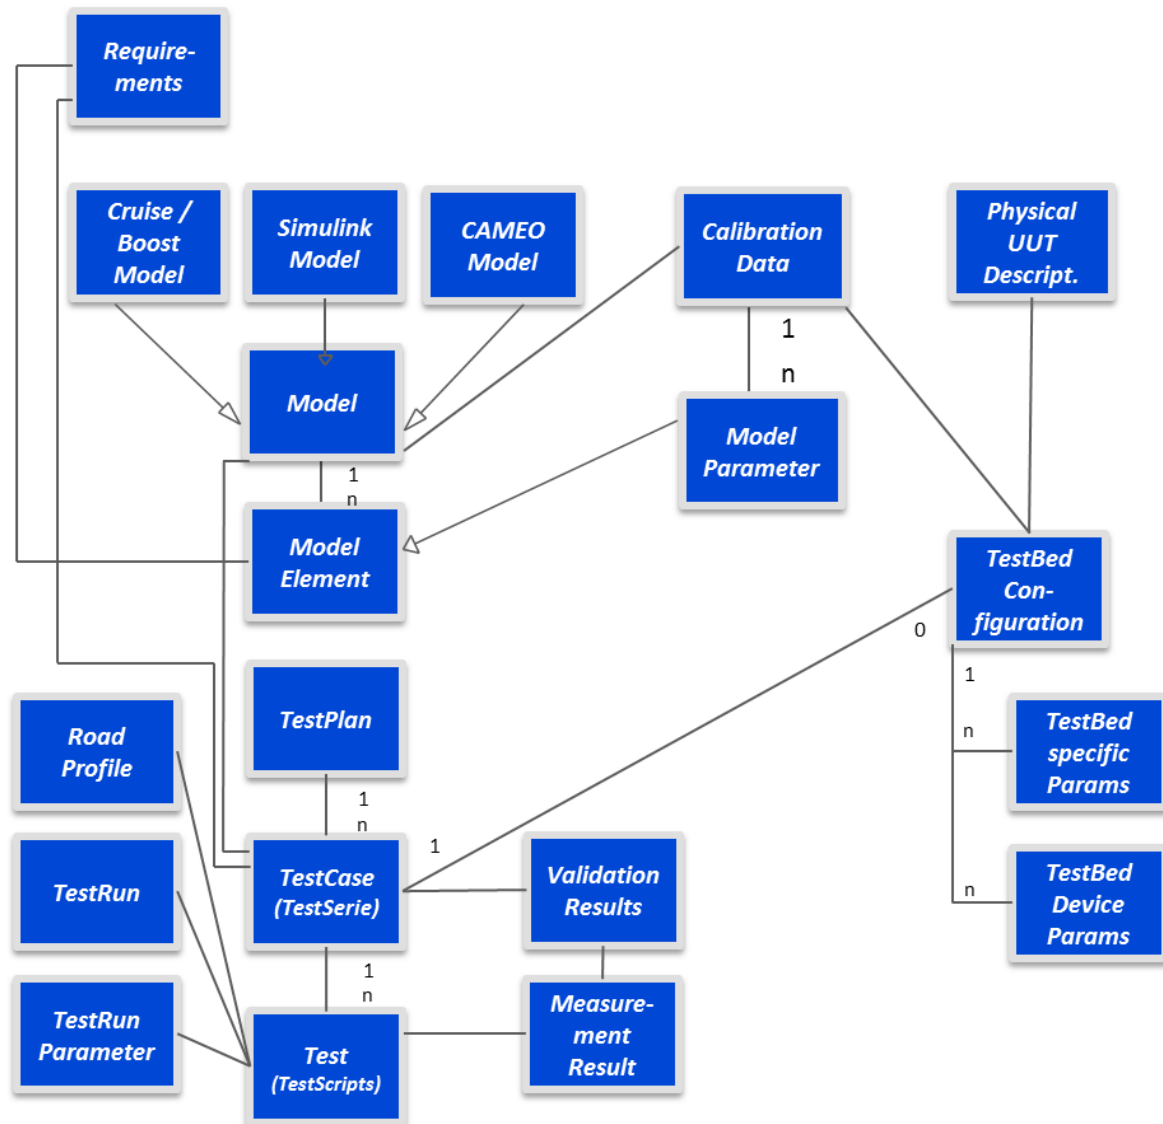 Require-
ments
Cruise /
Boost
Model
Simulink
Model
CAMEO
Model
Calibration
Data
Physical
UUT
Descript.
1
n
Model
Model
Parameter
1
n
Model
Element
TestBed
Con-
figuration
0
1
n
TestBed
specific
Params
n
TestBed
Device
Params
TestPlan
Road
Profile
1
n
1
TestRun
TestCase
(TestSerie)
Validation
Results
1
n
TestRun
Parameter
Test
(TestScripts)
Measure-
ment
Result